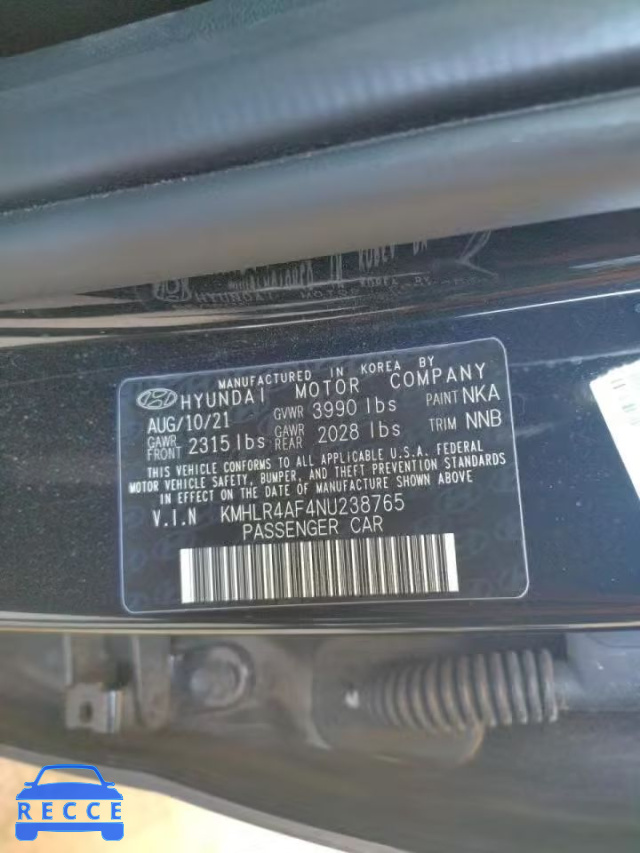 MANUFACTURED IN KOREA BY
HYUNDAI MOTOR COMPANY
AUG/10/21 GVWR 3990 lbs PAINT NKA
GAWR FRONT 2315 lbs GAWR REAR 2028 lbs TRIM NNB
THIS VEHICLE CONFORMS TO ALL APPLICABLE U.S.A. FEDERAL
MOTOR VEHICLE SAFETY, BUMPER, AND THEFT PREVENTION STANDARDS
IN EFFECT ON THE DATE OF MANUFACTURE SHOWN ABOVE
V.I.N KMHLR4AF4NU238765
PASSENGER CAR
RECCE